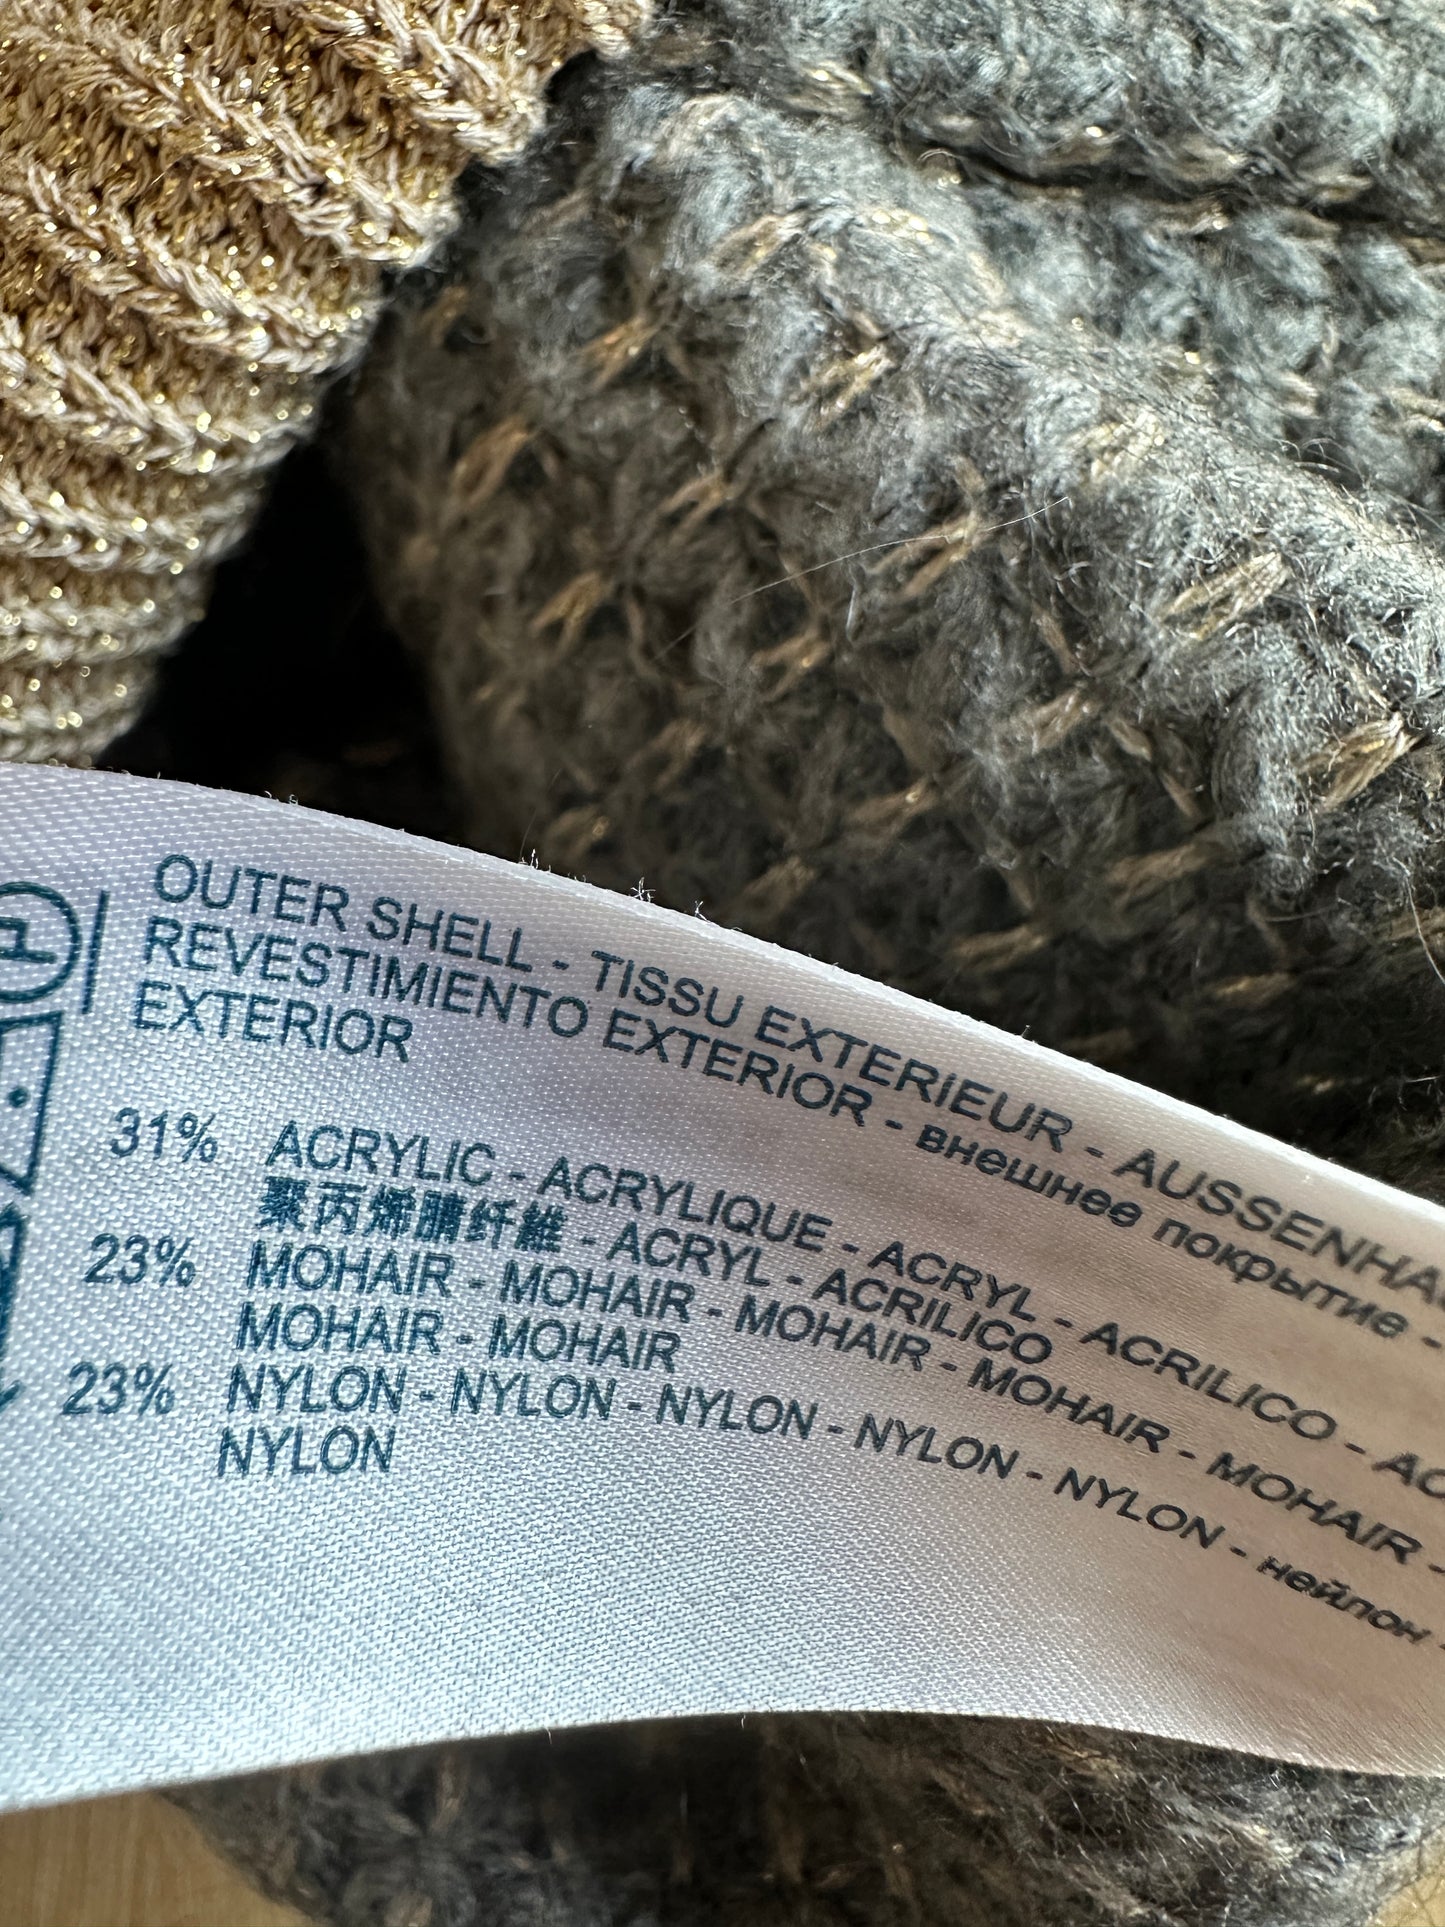 OUTER SHELL - TISSU EXTERIEUR - AUSSENHA
REVESTIMIENTO EXTERIOR - внешнее покрытие -
EXTERIOR
31% ACRYLIC - ACRYLIQUE - ACRYL - ACRILICO - AC
聚丙烯腈纤维 - ACRYL - ACRILICO
23% MOHAIR - MOHAIR - MOHAIR - MOHAIR - MOHAIR -
MOHAIR - MOHAIR
23% NYLON - NYLON - NYLON - NYLON - NYLON - нейлон -
NYLON